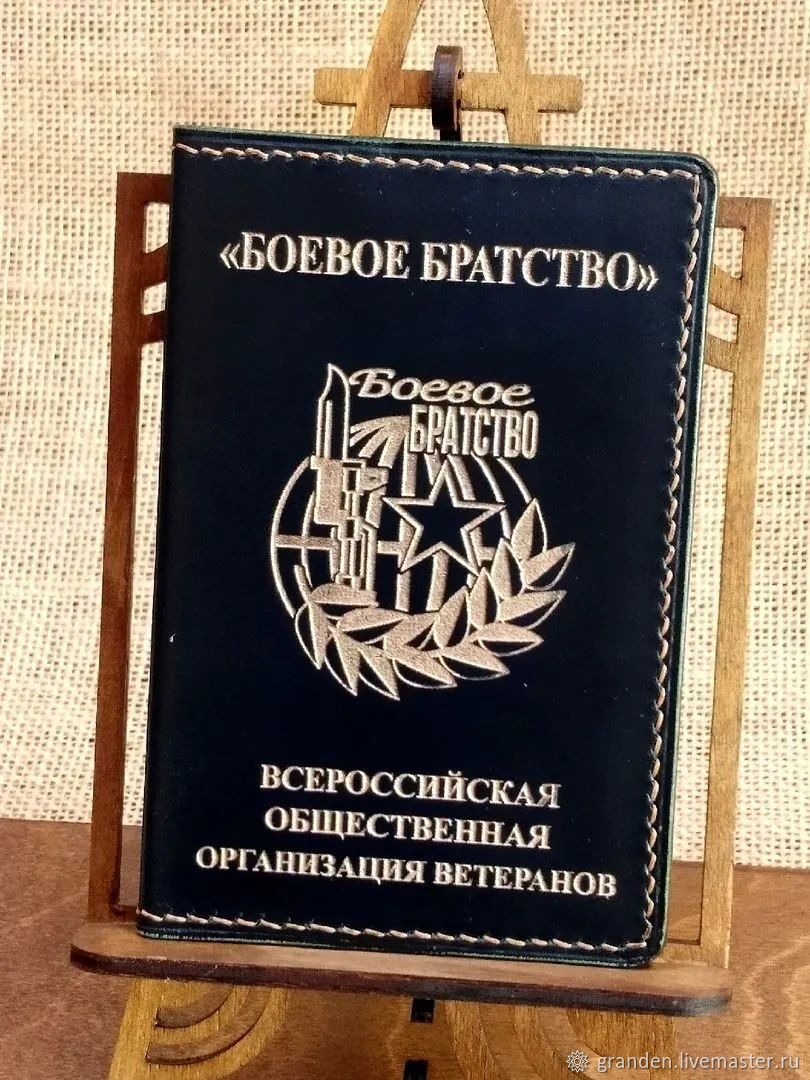 «БОЕВОЕ БРАТСТВО»
Боевое
БРАТСТВО
ВСЕРОССИЙСКАЯ
ОБЩЕСТВЕННАЯ
ОРГАНИЗАЦИЯ ВЕТЕРАНОВ
granden.livemaster.ru